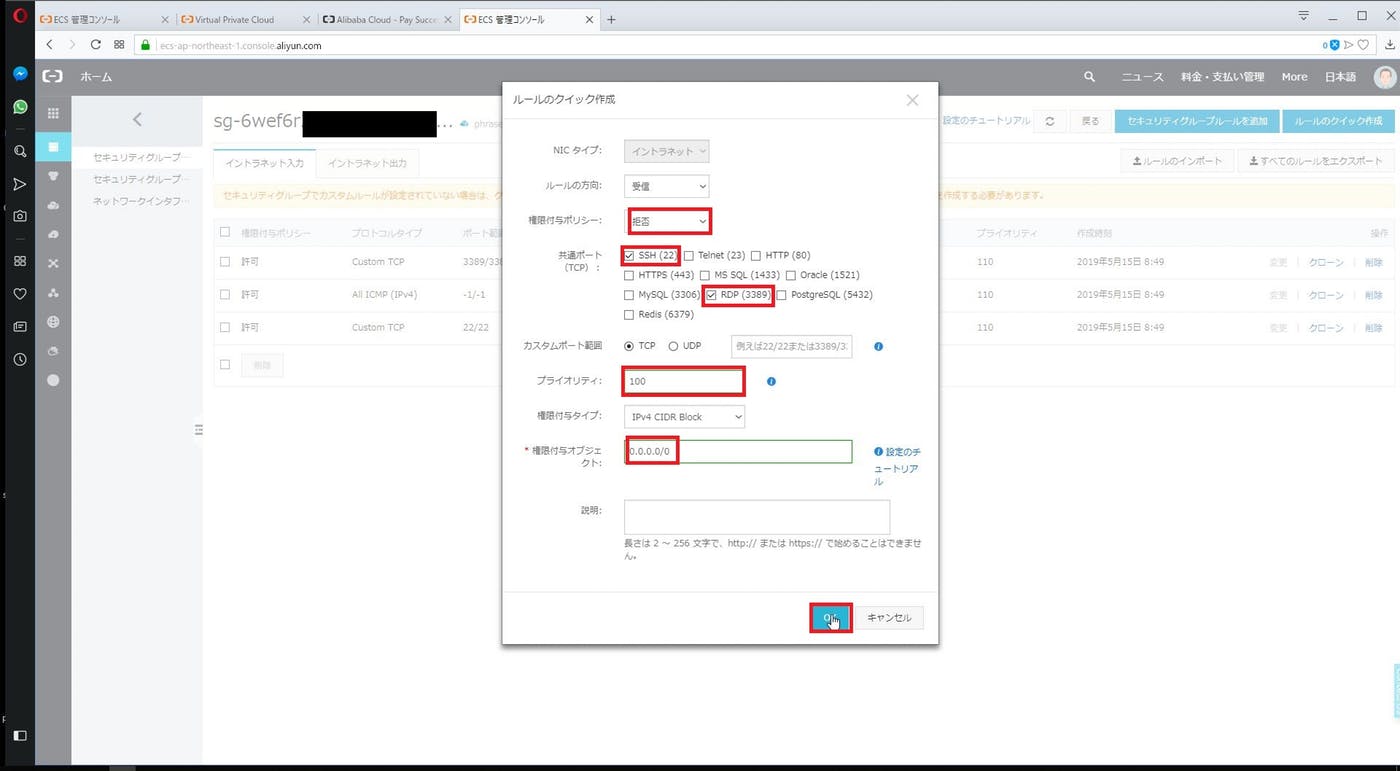 ECS 管理コンソール
Virtual Private Cloud
Alibaba Cloud - Pay Succe
ECS 管理コンソール
ecs-ap-northeast-1.console.aliyun.com
0
ホーム
ニュース
料金・支払い管理
More
日本語
sg-6wef6r
...
phrase
設定のチュートリアル
戻る
セキュリティグループルールを追加
ルールのクイック作成
セキュリティグループ…
セキュリティグループ…
ネットワークインタフ…
イントラネット入力
イントラネット出力
ルールのインポート
すべてのルールをエクスポート
セキュリティグループでカスタムルールが設定されていない場合は、
を作成する必要があります。
権限付与ポリシー
プロトコルタイプ
ポート範
プライオリティ
作成時刻
操作
許可
Custom TCP
3389/33
110
2019年5月15日 8:49
変更
クローン
削除
許可
All ICMP (IPv4)
-1/-1
110
2019年5月15日 8:49
変更
クローン
削除
許可
Custom TCP
22/22
110
2019年5月15日 8:49
変更
クローン
削除
削除
ルールのクイック作成
NIC タイプ:
イントラネット
ルールの方向:
受信
権限付与ポリシー:
拒否
共通ポート
(TCP) :
SSH (22)
Telnet (23)
HTTP (80)
HTTPS (443)
MS SQL (1433)
Oracle (1521)
MySQL (3306)
RDP (3389)
PostgreSQL (5432)
Redis (6379)
カスタムポート範囲
TCP
UDP
例えば22/22または3389/3
プライオリティ:
100
権限付与タイプ:
IPv4 CIDR Block
* 権限付与オブジェ
クト:
0.0.0.0/0
設定のチ
ュートリア
ル
説明:
長さは 2 ～ 256 文字で、http:// または https:// で始めることはできませ
ん。
キャンセル